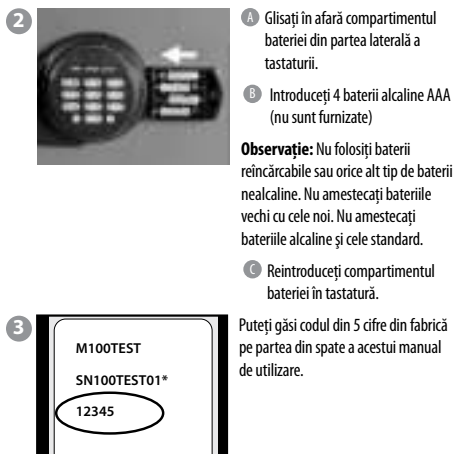 2
A Glisați în afară compartimentul
bateriei din partea laterală a
tastaturii.
B Introduceți 4 baterii alcaline AAA
(nu sunt furnizate)
Observație: Nu folosiți baterii
reîncărcabile sau orice alt tip de baterii
nealcaline. Nu amestecați bateriile
vechi cu cele noi. Nu amestecați
bateriile alcaline și cele standard.
C Reintroduceți compartimentul
bateriei în tastatură.
3
M100TEST
SN100TEST01*
12345
Puteți găsi codul din 5 cifre din fabrică
pe partea din spate a acestui manual
de utilizare.